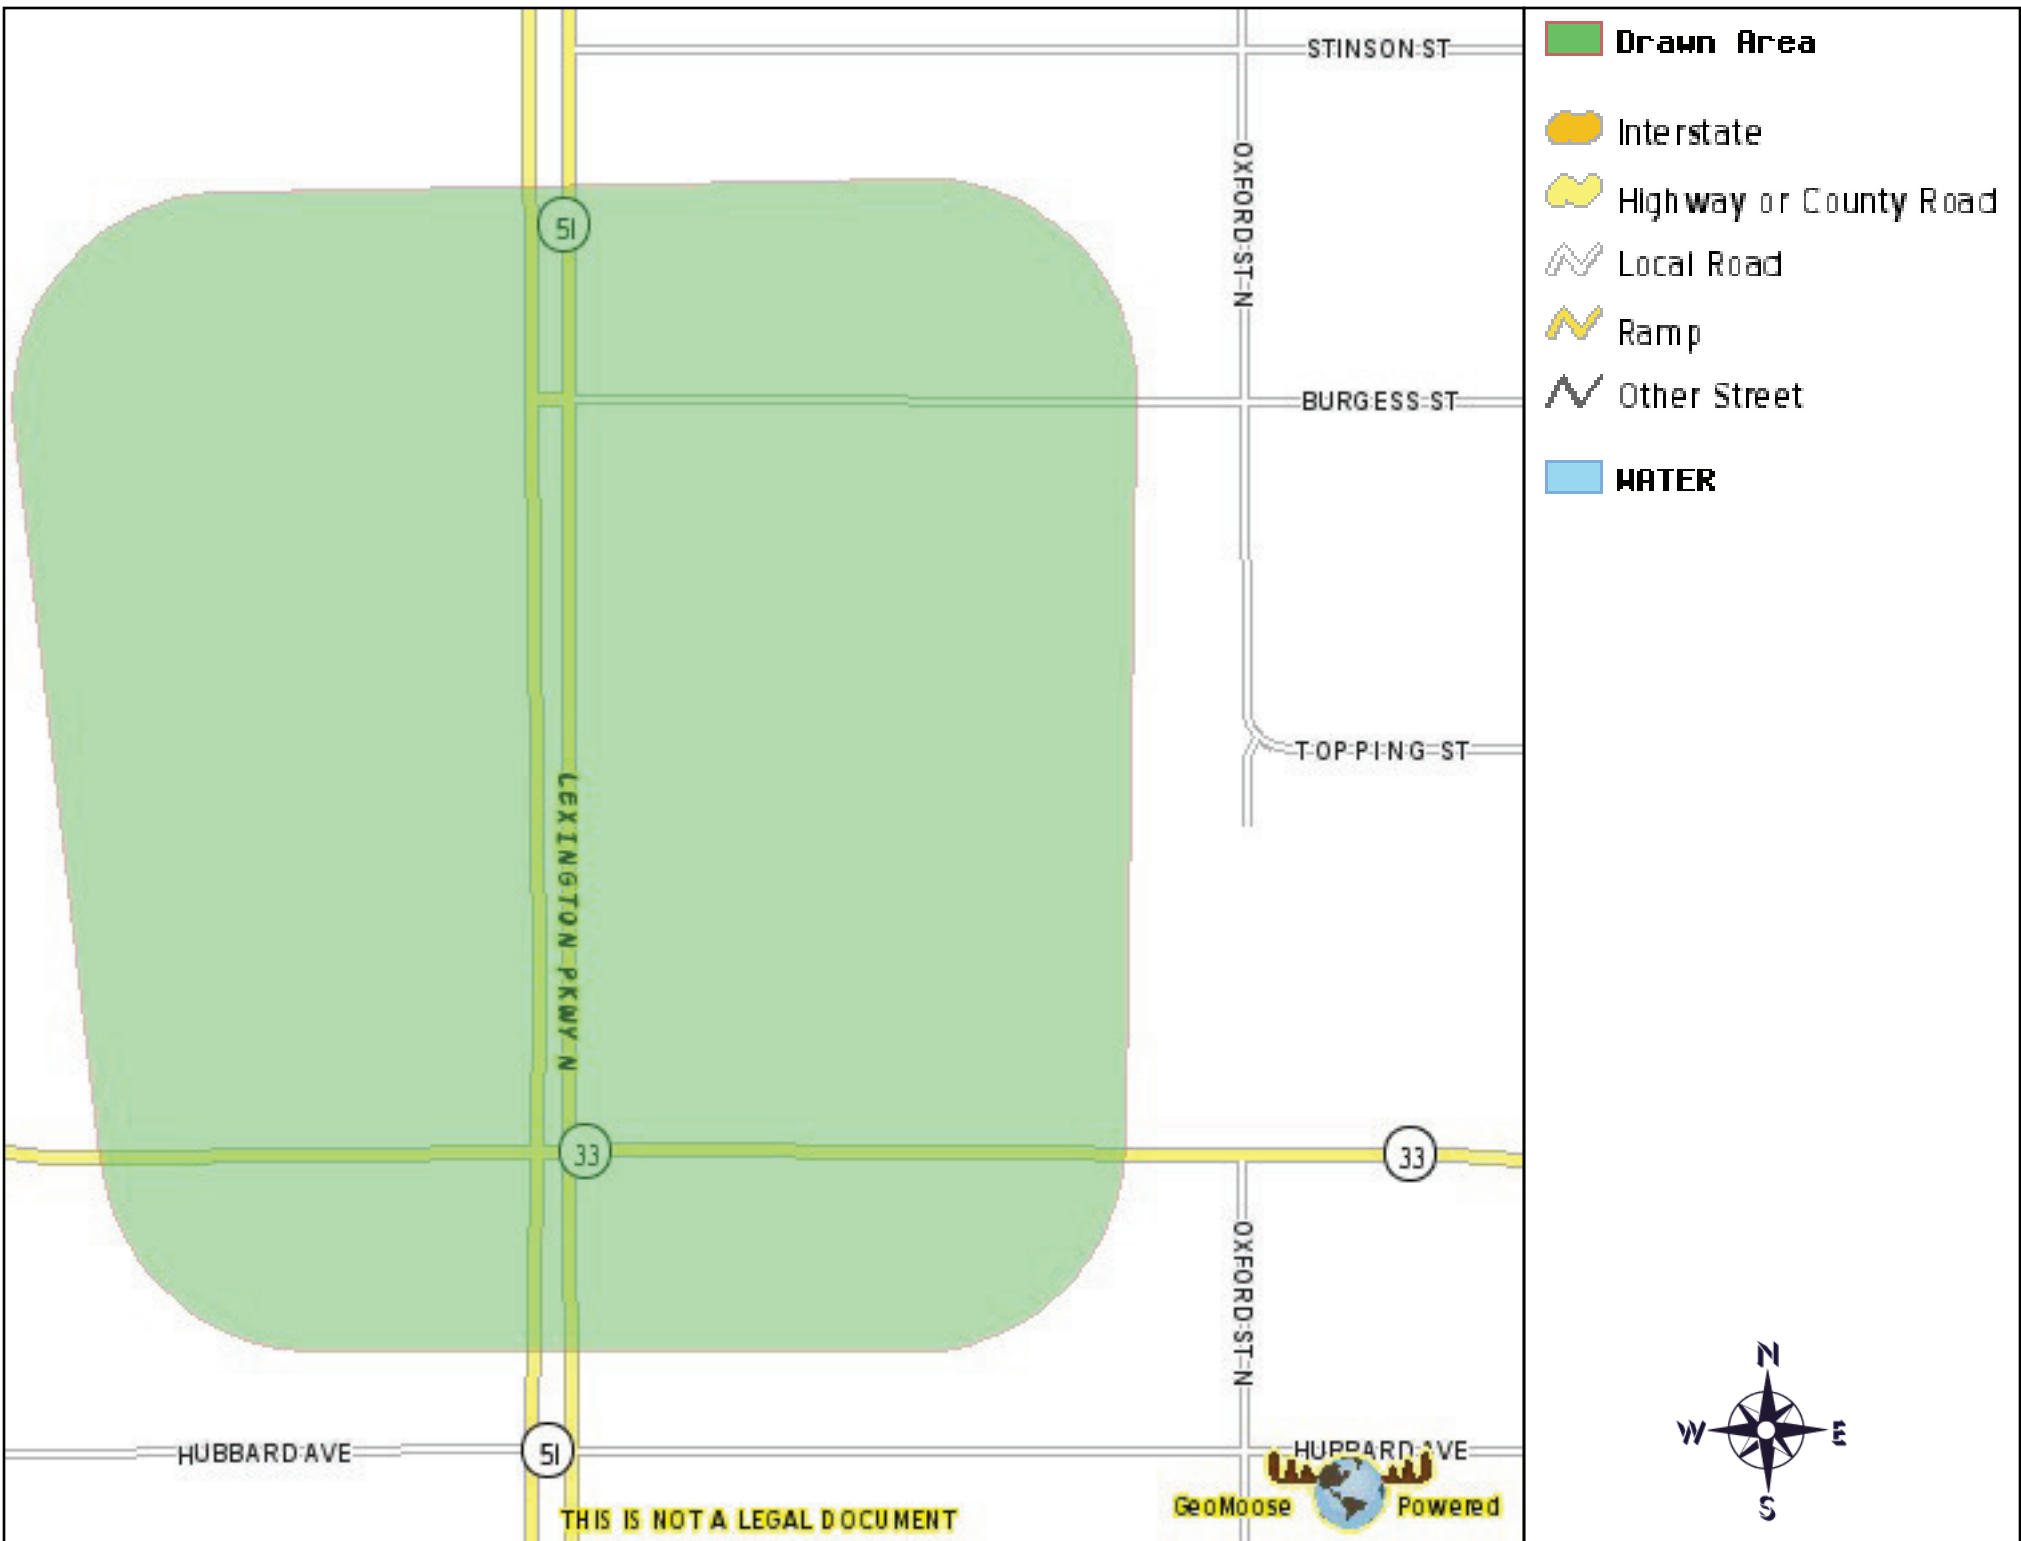 STINSON ST
OXFORD ST N
51
BURGESS ST
TOPPING ST
LEXINGTON PKWY N
33
33
OXFORD ST N
HUBBARD AVE
51
HUBBARD AVE
THIS IS NOT A LEGAL DOCUMENT
GeoMoose Powered
Drawn Area
Interstate
Highway or County Road
Local Road
Ramp
Other Street
WATER
N
W E
S